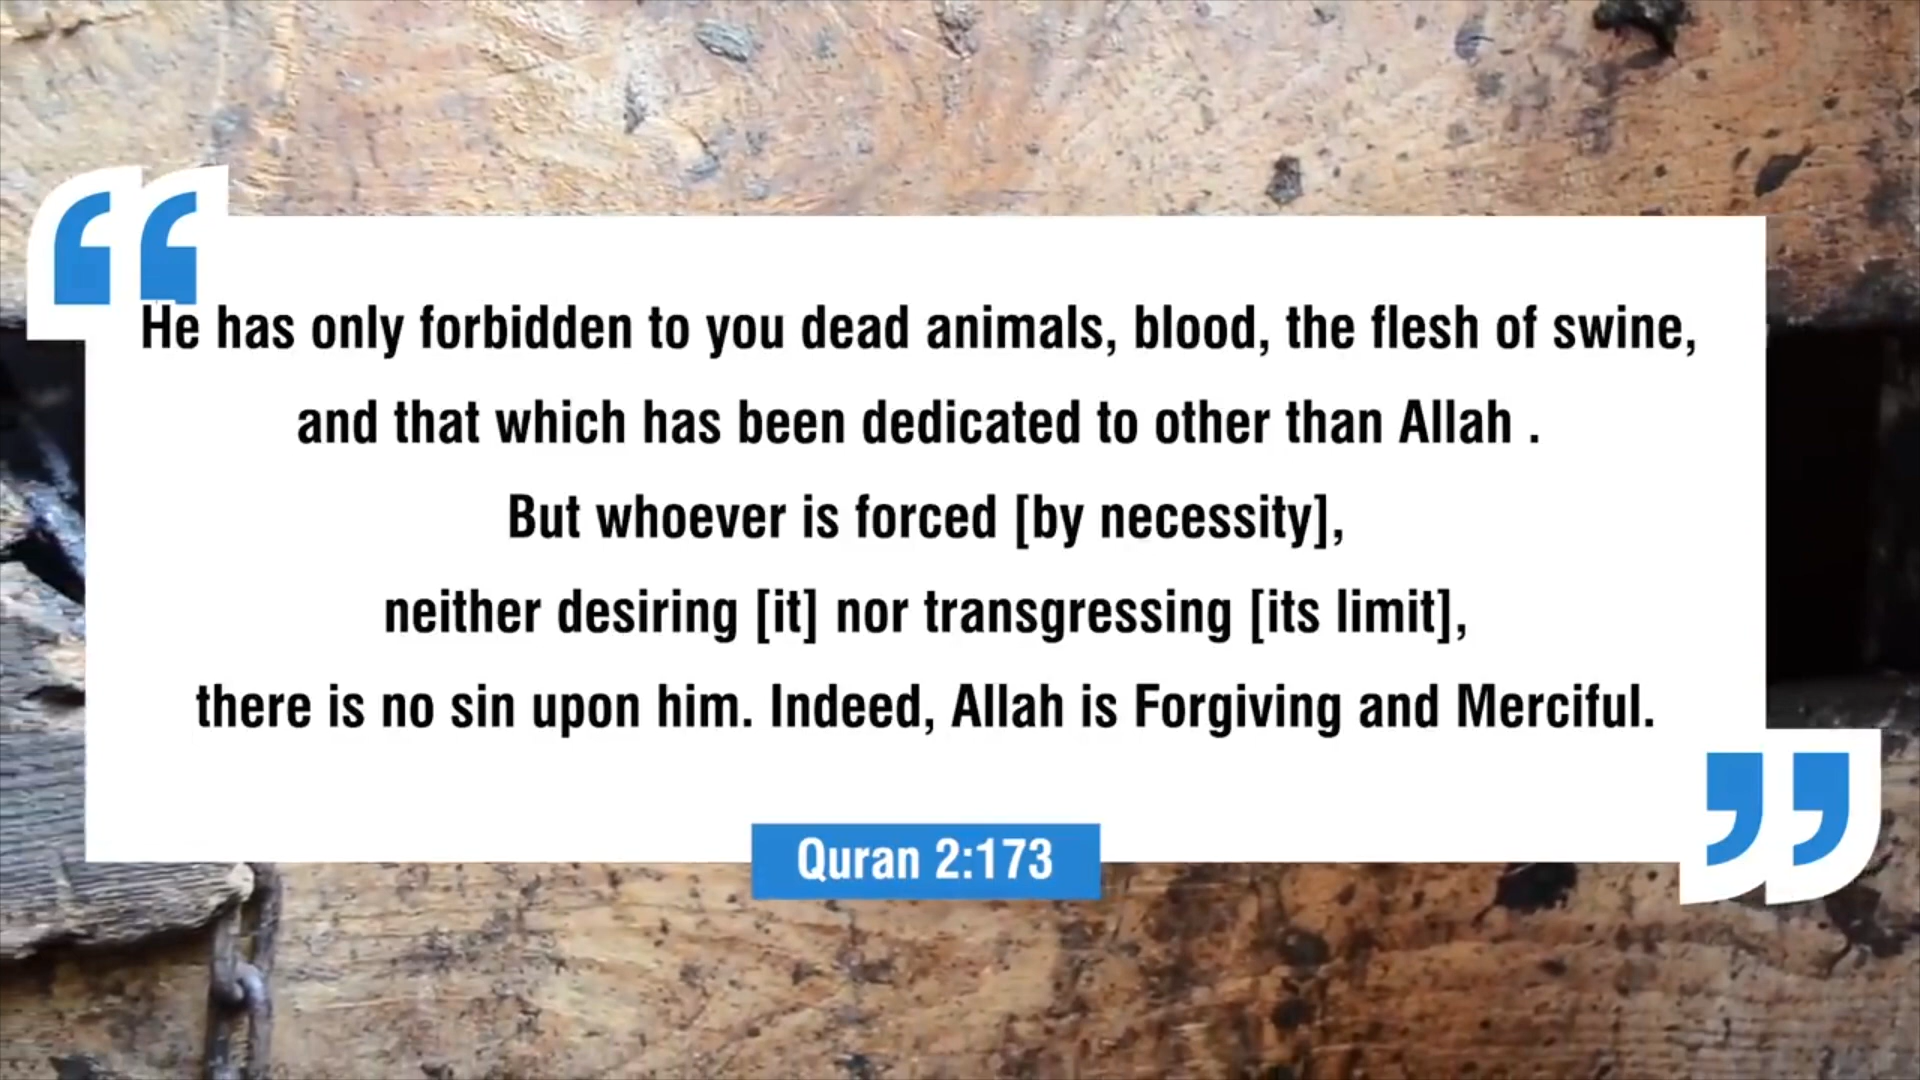 He has only forbidden to you dead animals, blood, the flesh of swine,
and that which has been dedicated to other than Allah .
But whoever is forced [by necessity],
neither desiring [it] nor transgressing [its limit],
there is no sin upon him. Indeed, Allah is Forgiving and Merciful.
Quran 2:173